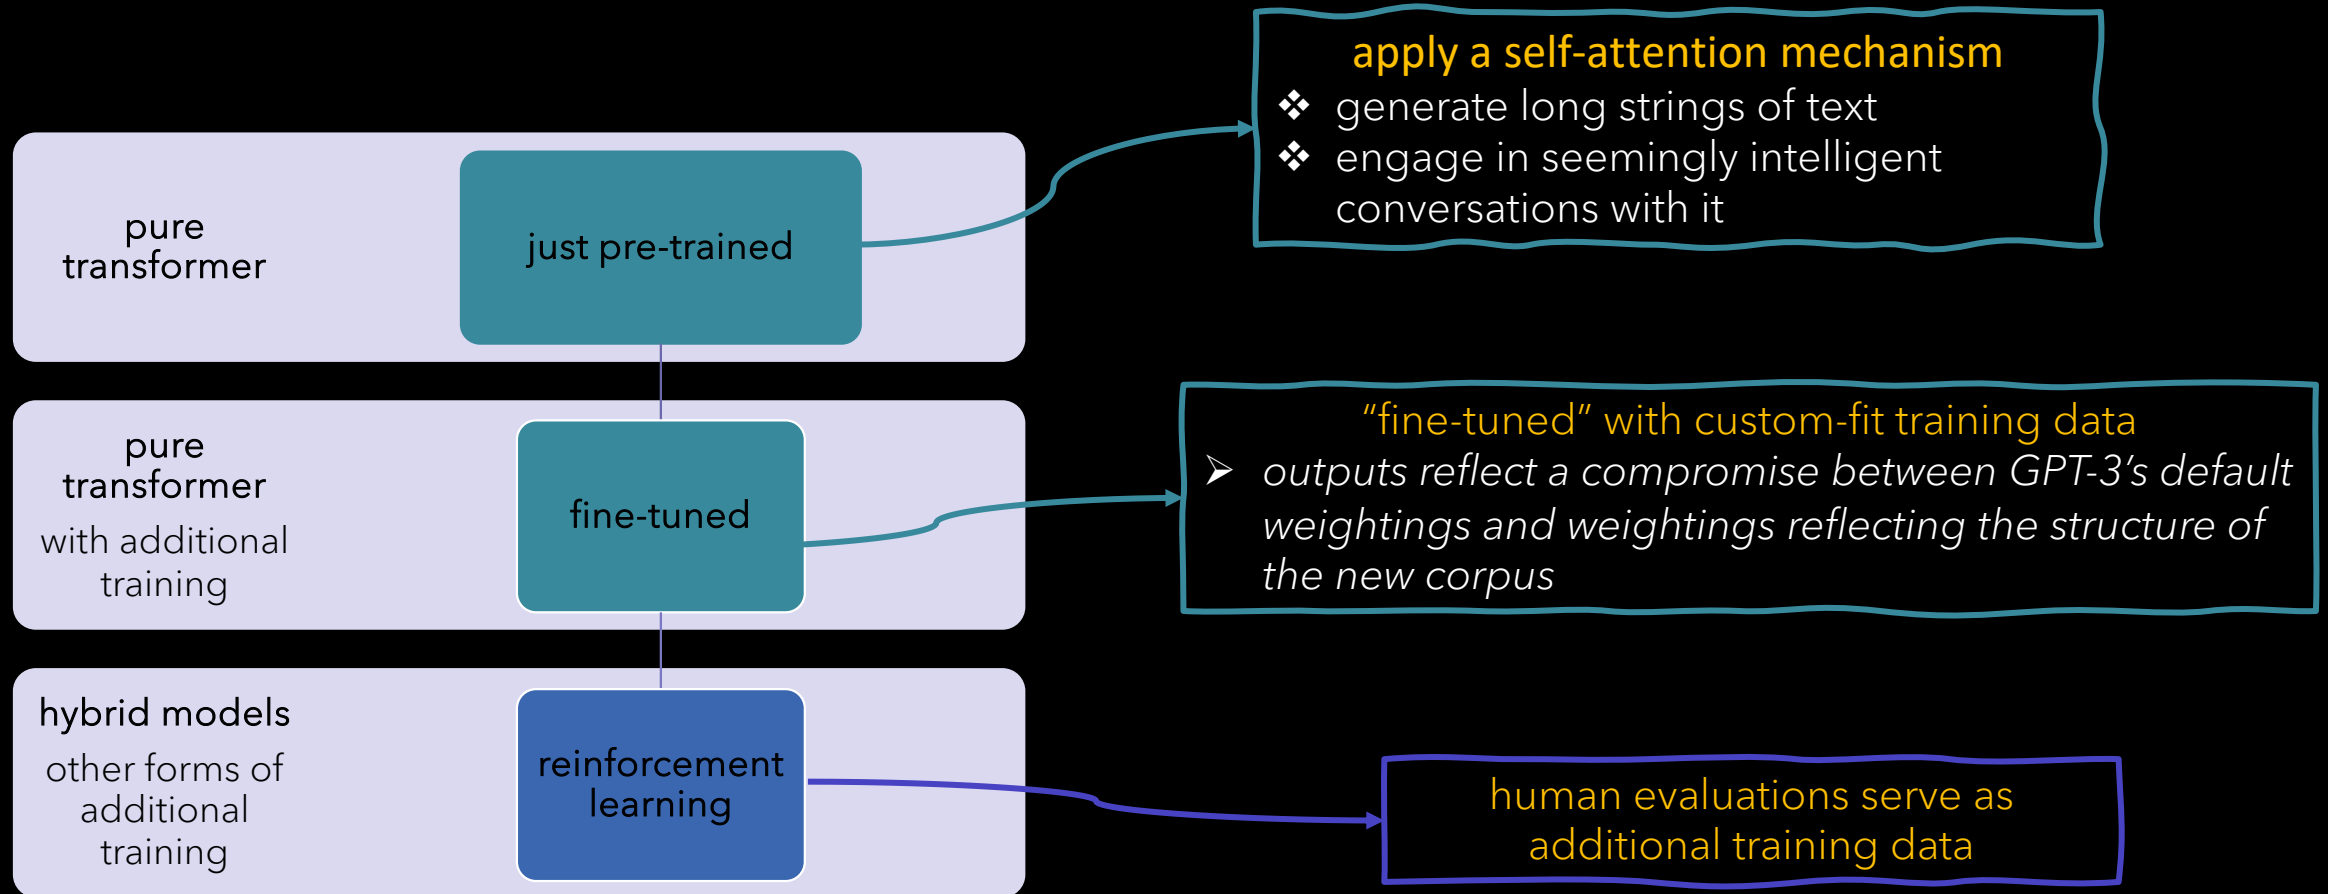 pure
transformer
just pre-trained
apply a self-attention mechanism
❖ generate long strings of text
❖ engage in seemingly intelligent
conversations with it
pure
transformer
with additional
training
fine-tuned
“fine-tuned” with custom-fit training data
➢ outputs reflect a compromise between GPT-3’s default
weightings and weightings reflecting the structure of
the new corpus
hybrid models
other forms of
additional
training
reinforcement
learning
human evaluations serve as
additional training data